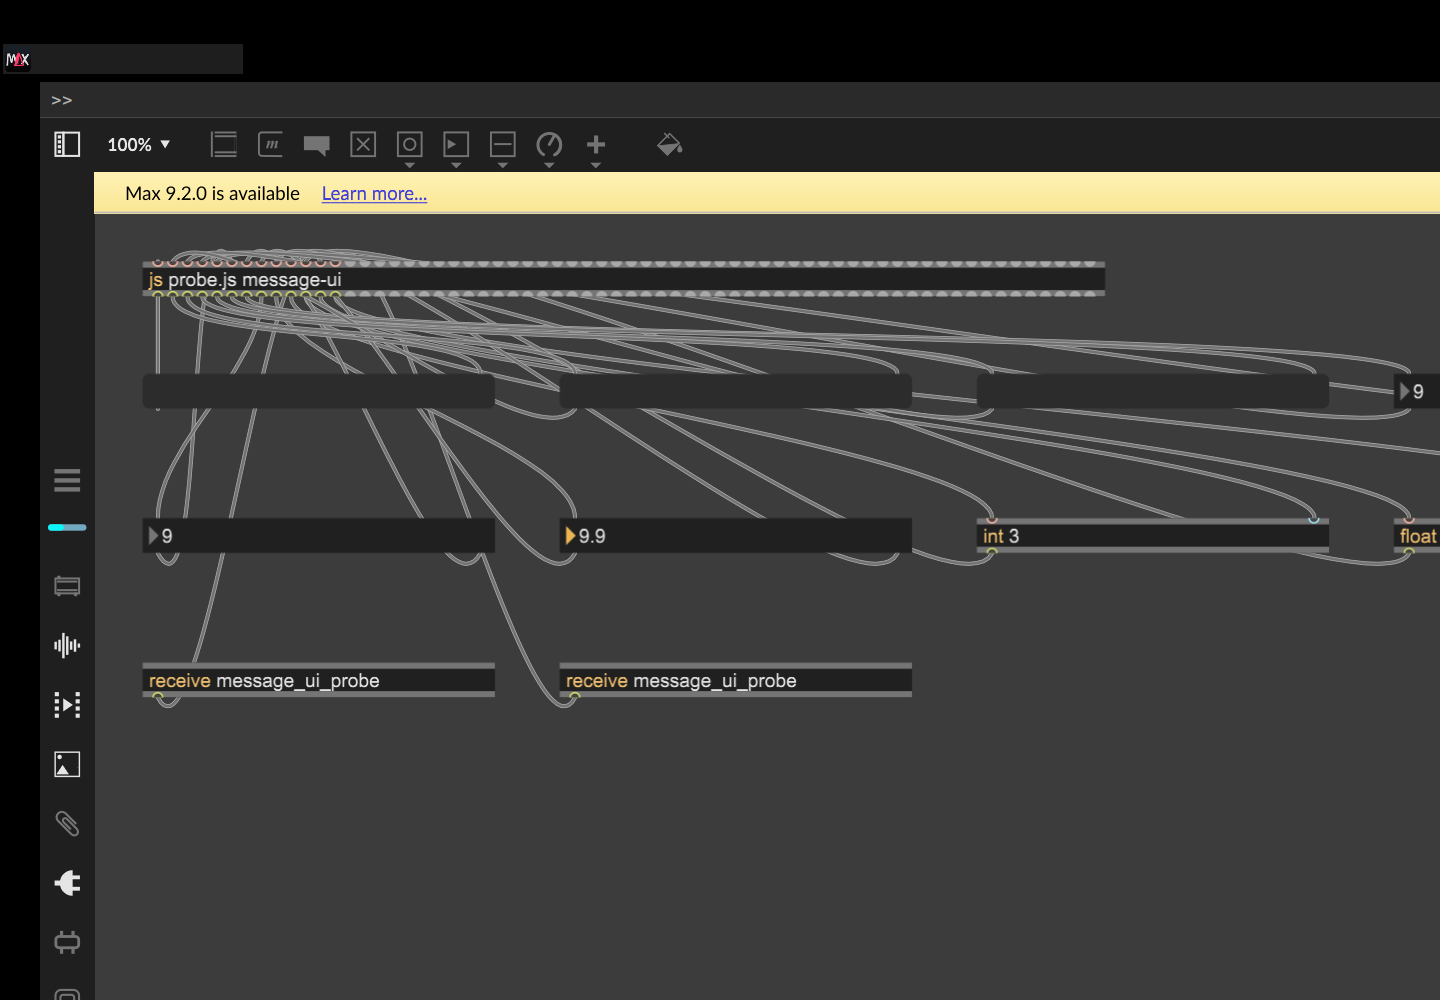 MAX
>>
100% ▼
m
Max 9.2.0 is available Learn more...
js probe.js message-ui
9
9
9.9
int 3
float
receive message_ui_probe
receive message_ui_probe